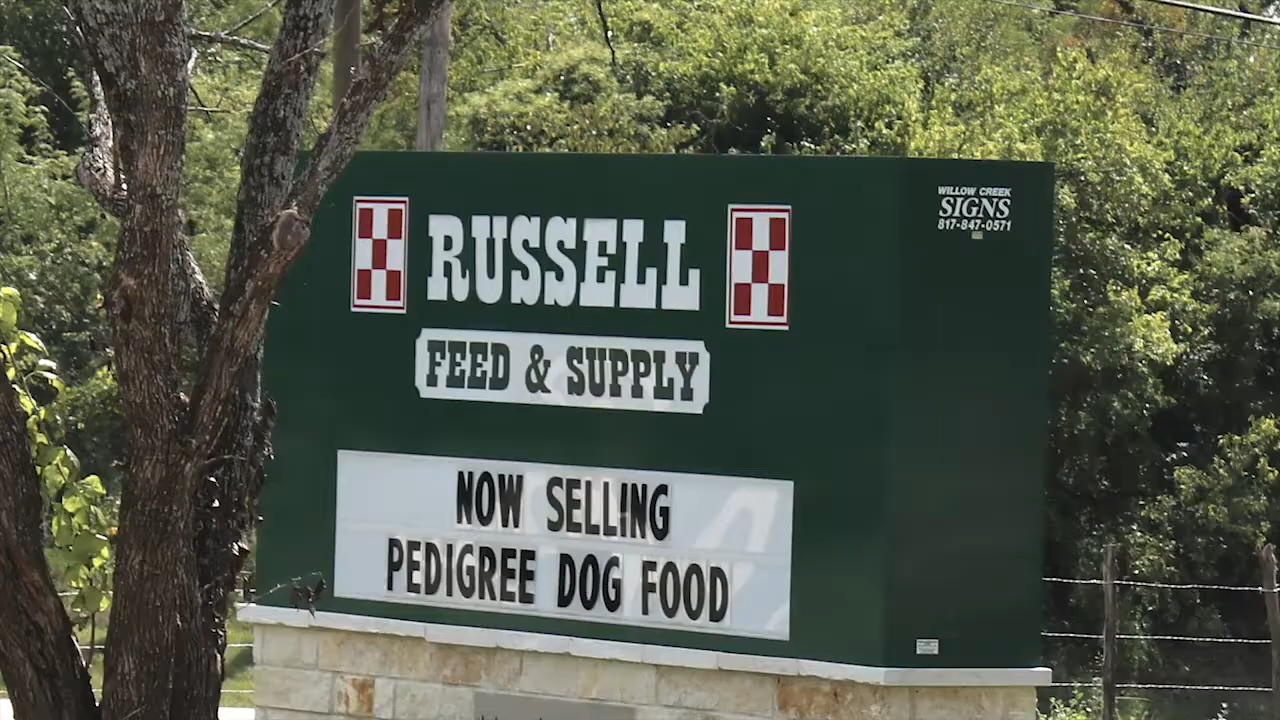 RUSSELL
FEED & SUPPLY
NOW SELLING
PEDIGREE DOG FOOD
WILLOW CREEK
SIGNS
817-847-0571